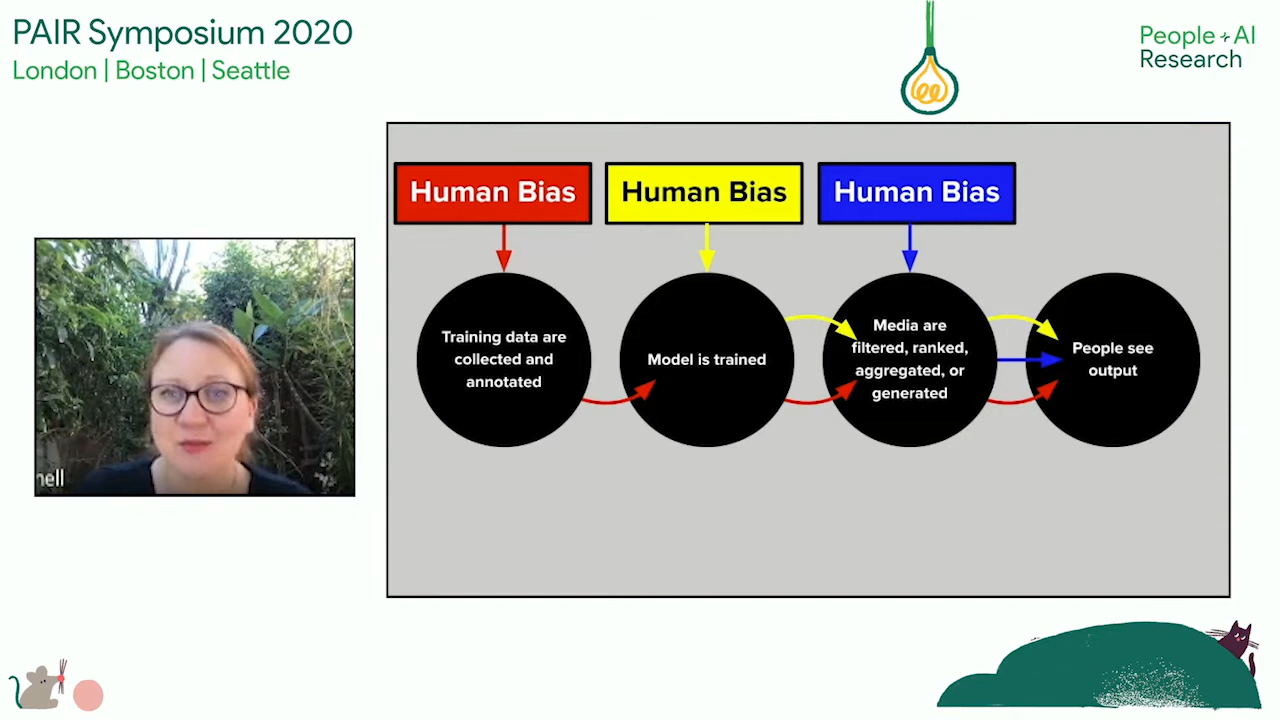 PAIR Symposium 2020
London | Boston | Seattle
People + AI
Research
Human Bias
Human Bias
Human Bias
Training data are
collected and
annotated
Model is trained
Media are
filtered, ranked,
aggregated, or
generated
People see
output